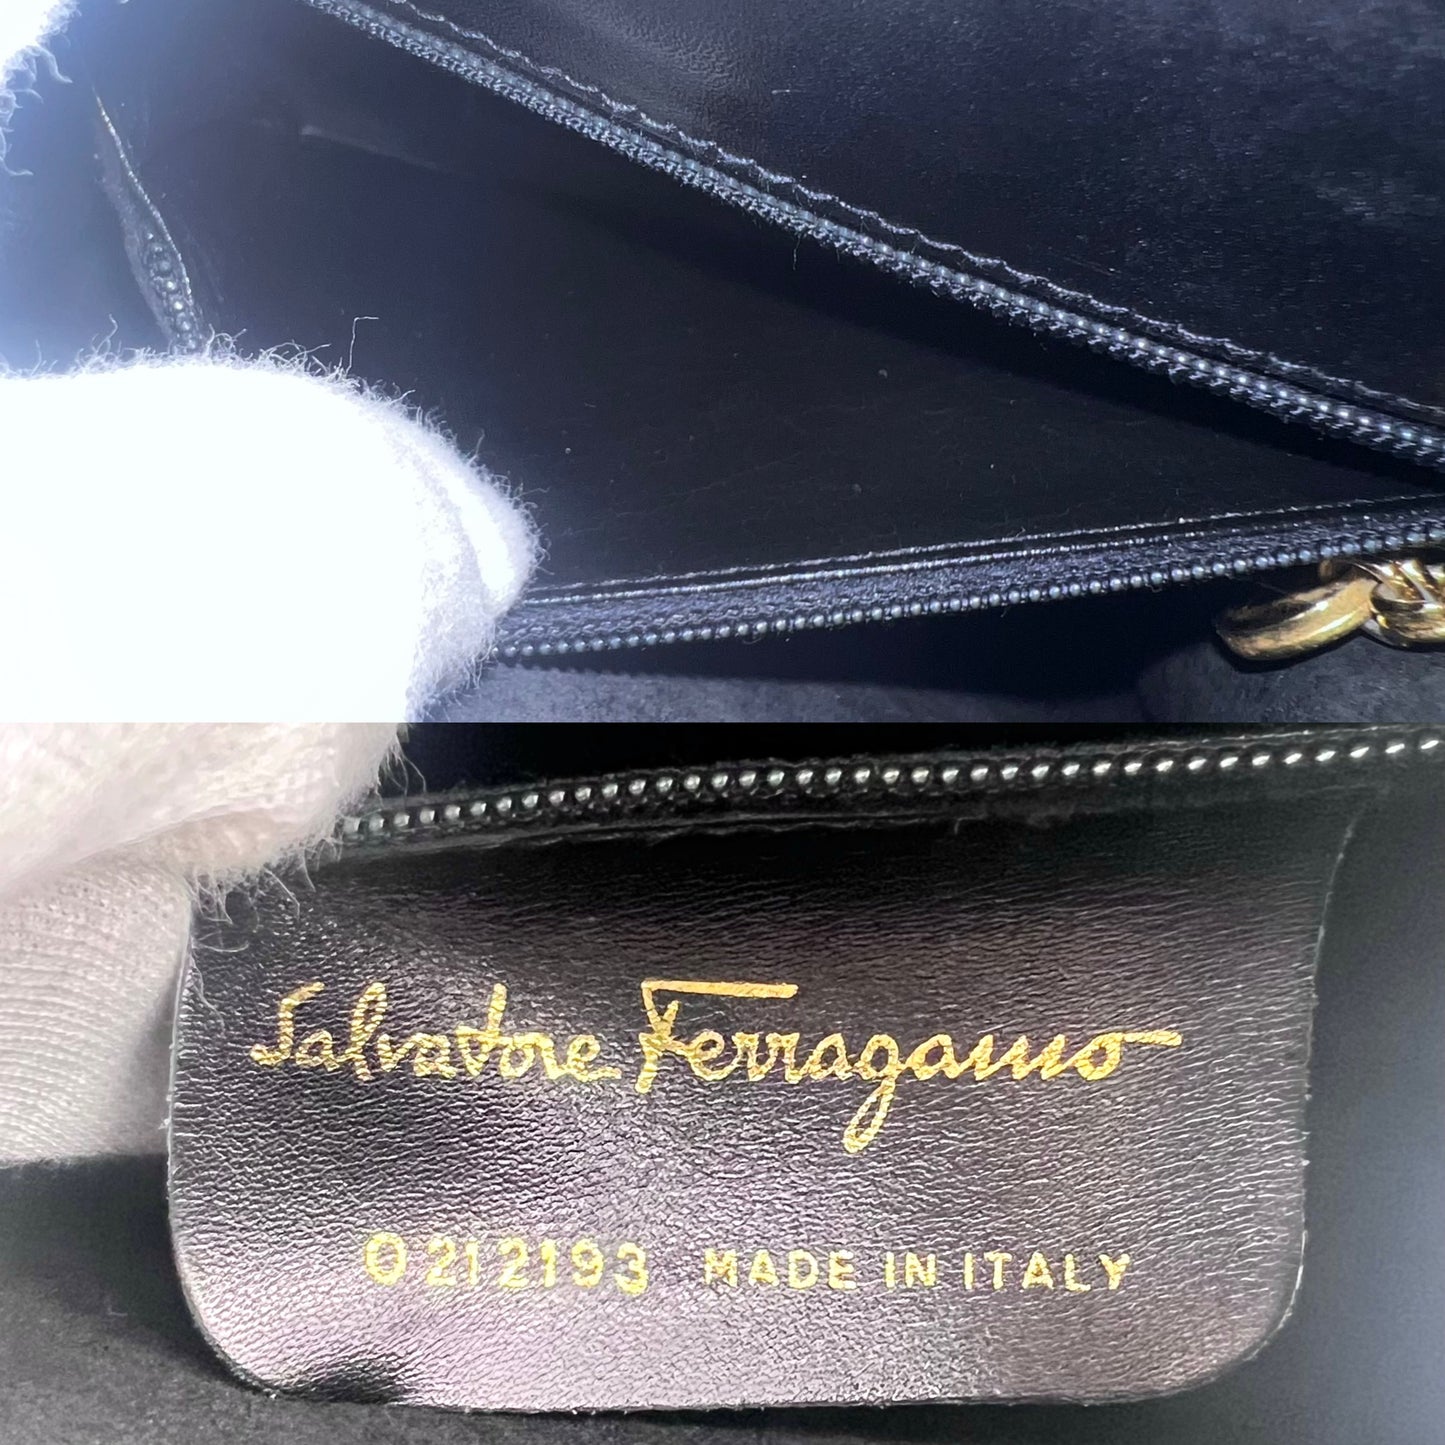 Salvatore Ferragamo
O212193 MADE IN ITALY